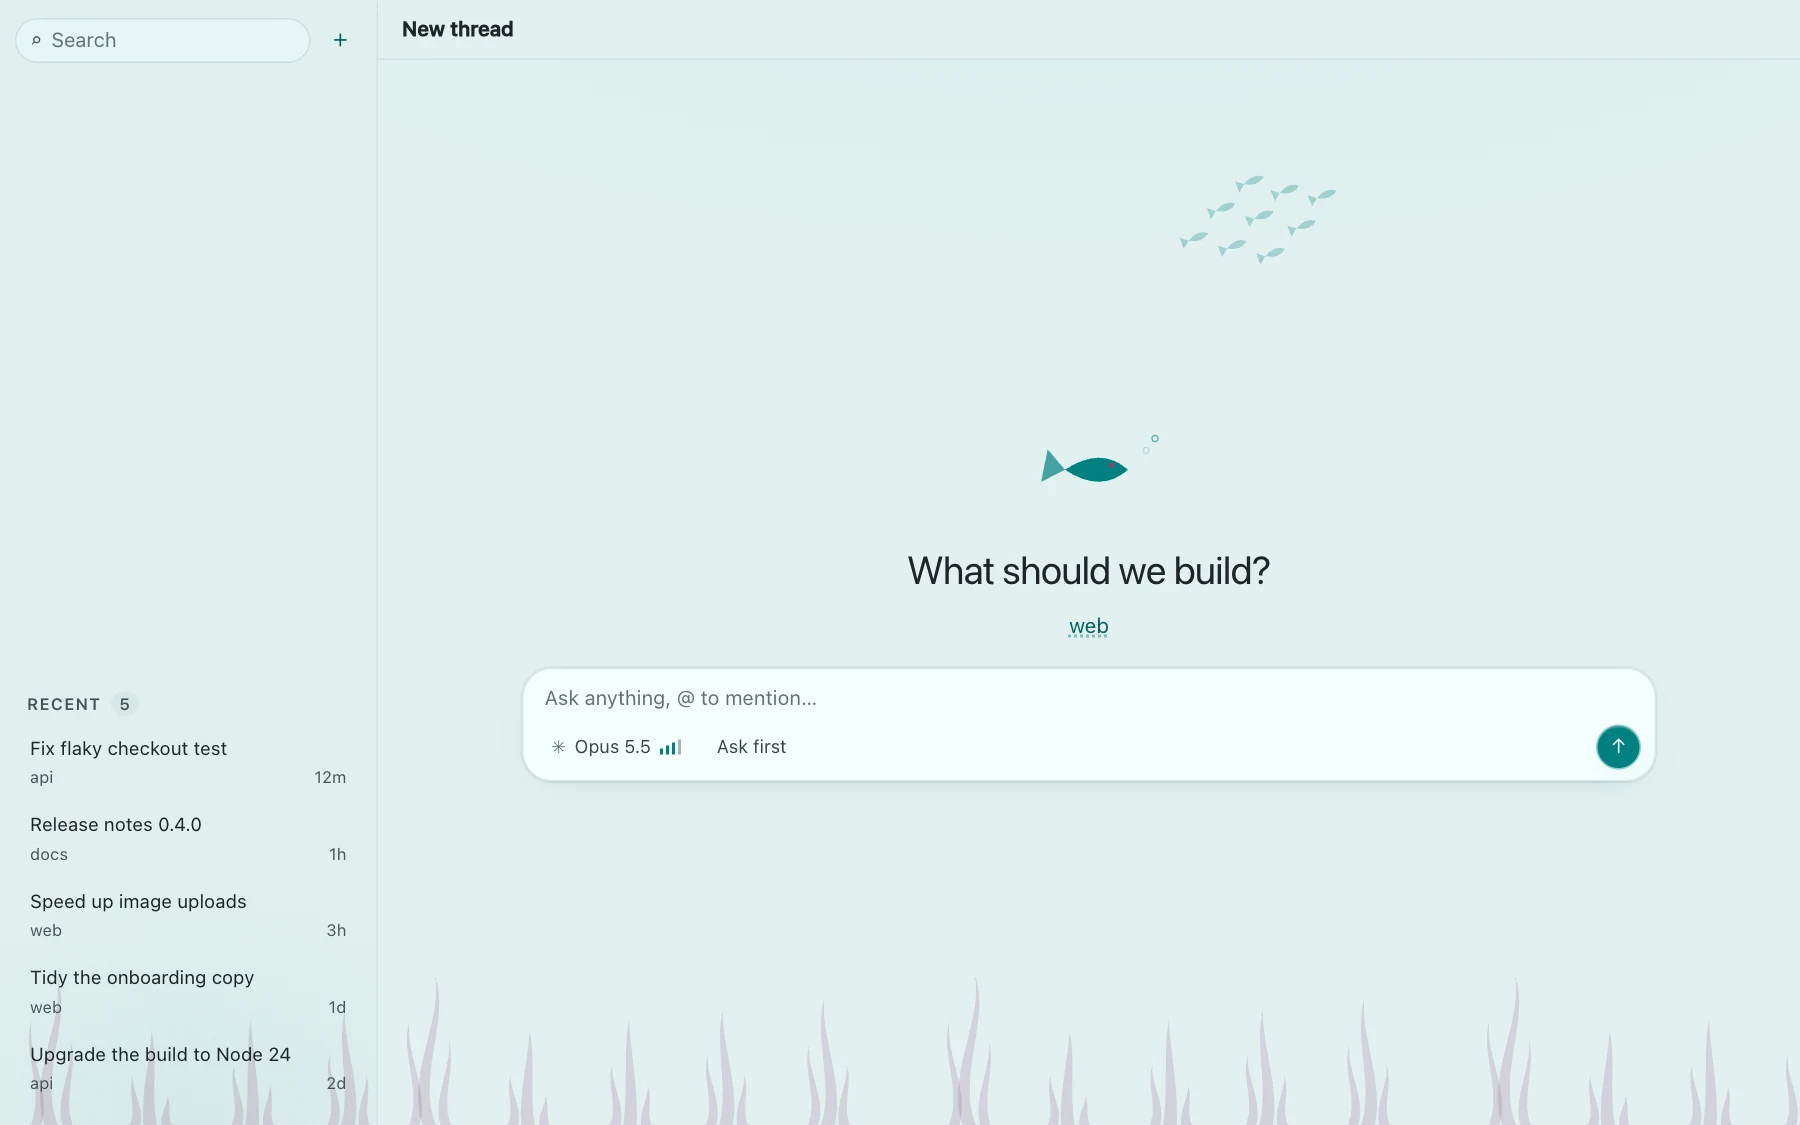 Search
+
New thread
What should we build?
web
Ask anything, @ to mention...
Opus 5.5
Ask first
RECENT 5
Fix flaky checkout test
api 12m
Release notes 0.4.0
docs 1h
Speed up image uploads
web 3h
Tidy the onboarding copy
web 1d
Upgrade the build to Node 24
api 2d